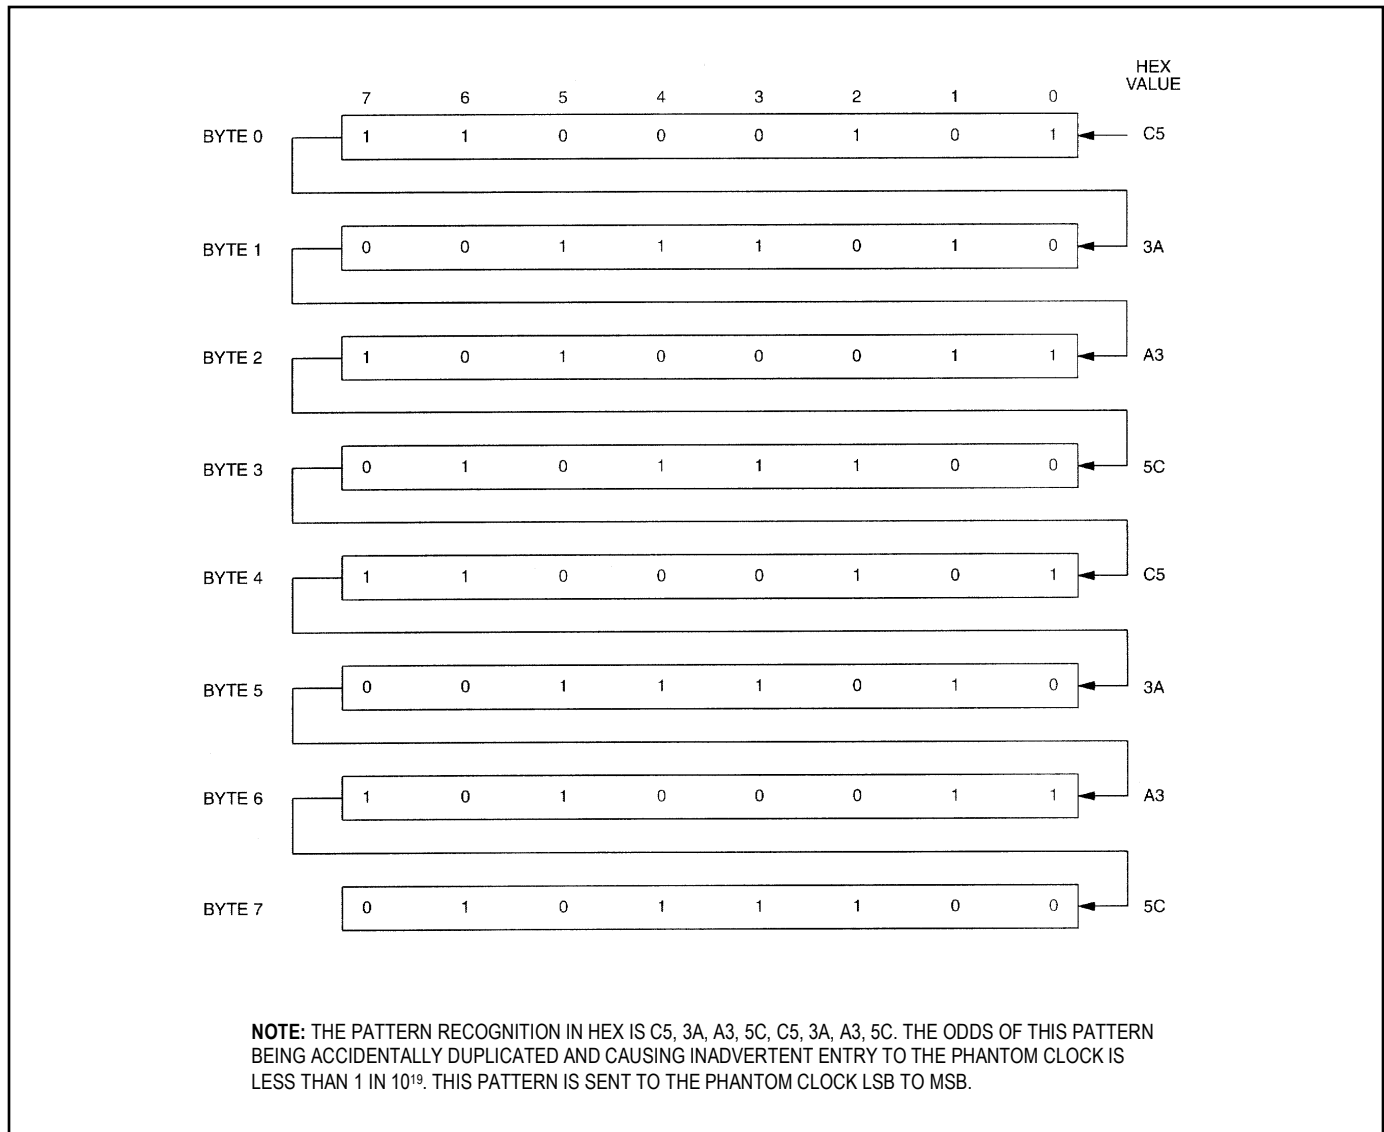 HEX
VALUE
7 6 5 4 3 2 1 0
BYTE 0 1 1 0 0 0 1 0 1 C5
BYTE 1 0 0 1 1 1 0 1 0 3A
BYTE 2 1 0 1 0 0 0 1 1 A3
BYTE 3 0 1 0 1 1 1 0 0 5C
BYTE 4 1 1 0 0 0 1 0 1 C5
BYTE 5 0 0 1 1 1 0 1 0 3A
BYTE 6 1 0 1 0 0 0 1 1 A3
BYTE 7 0 1 0 1 1 1 0 0 5C
NOTE: THE PATTERN RECOGNITION IN HEX IS C5, 3A, A3, 5C, C5, 3A, A3, 5C. THE ODDS OF THIS PATTERN
BEING ACCIDENTALLY DUPLICATED AND CAUSING INADVERTENT ENTRY TO THE PHANTOM CLOCK IS
LESS THAN 1 IN 10¹⁹. THIS PATTERN IS SENT TO THE PHANTOM CLOCK LSB TO MSB.